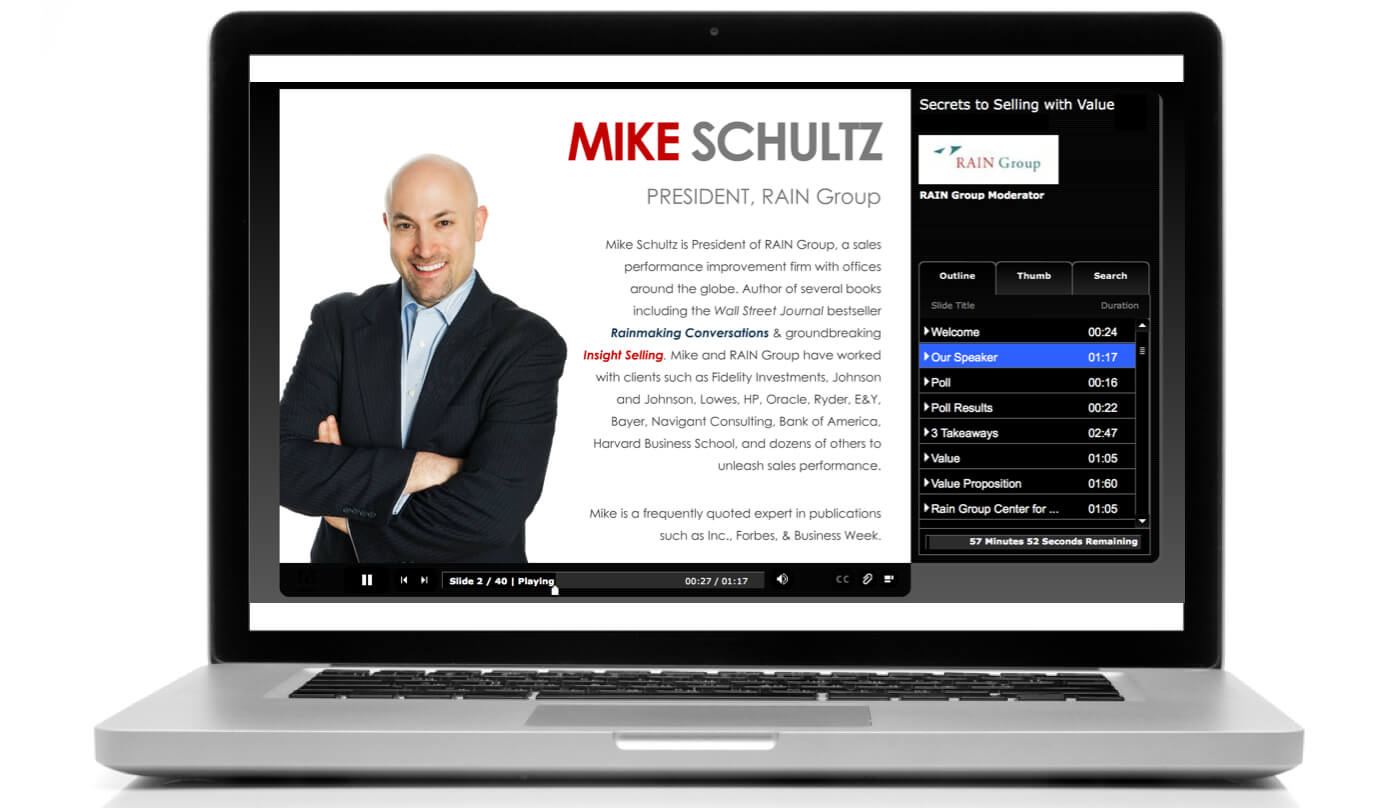 MIKE SCHULTZ
PRESIDENT, RAIN Group
Mike Schultz is President of RAIN Group, a sales
performance improvement firm with offices
around the globe. Author of several books
including the Wall Street Journal bestseller
Rainmaking Conversations & groundbreaking
Insight Selling. Mike and RAIN Group have worked
with clients such as Fidelity Investments, Johnson
and Johnson, Lowes, HP, Oracle, Ryder, E&Y,
Bayer, Navigant Consulting, Bank of America,
Harvard Business School, and dozens of others to
unleash sales performance.
Mike is a frequently quoted expert in publications
such as Inc., Forbes, & Business Week.
Slide 2 / 40 | Playing 00:27 / 01:17
CC
Secrets to Selling with Value
RAIN Group
RAIN Group Moderator
Outline Thumb Search
Slide Title Duration
Welcome 00:24
Our Speaker 01:17
Poll 00:16
Poll Results 00:22
3 Takeaways 02:47
Value 01:05
Value Proposition 01:60
Rain Group Center for ... 01:05
57 Minutes 52 Seconds Remaining